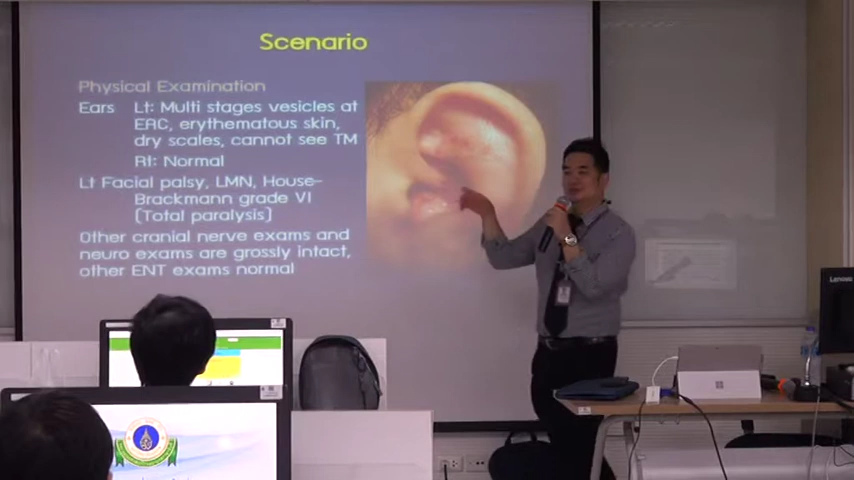 Scenario
Physical Examination
Ears Lt: Multi stages vesicles at
EAC, erythematous skin,
dry scales, cannot see TM
Rt: Normal
Lt Facial palsy, LMN, House-
Brackmann grade VI
(Total paralysis)
Other cranial nerve exams and
neuro exams are grossly intact,
other ENT exams normal
Lenovo